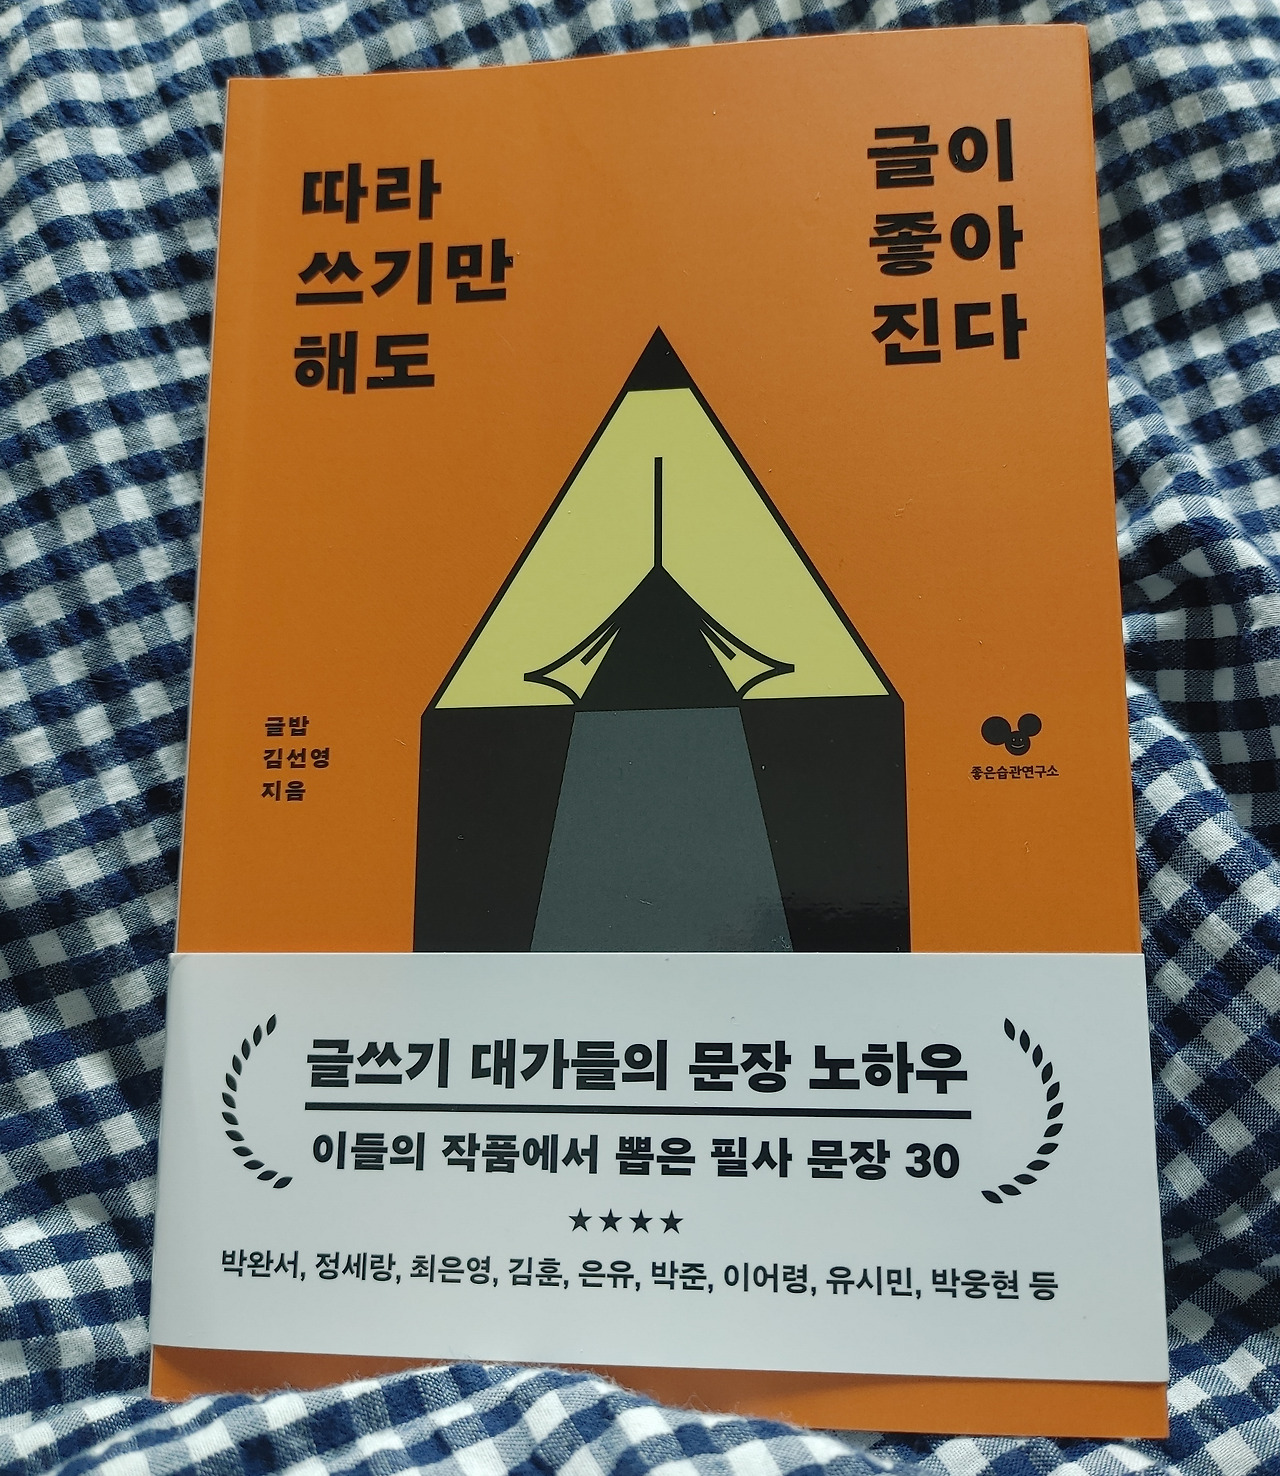 따라
쓰기만
해도
글이
좋아
진다
글밥
김선영
지음
좋은습관연구소
글쓰기 대가들의 문장 노하우
이들의 작품에서 뽑은 필사 문장 30
★★★★
박완서, 정세랑, 최은영, 김훈, 은유, 박준, 이어령, 유시민, 박웅현 등